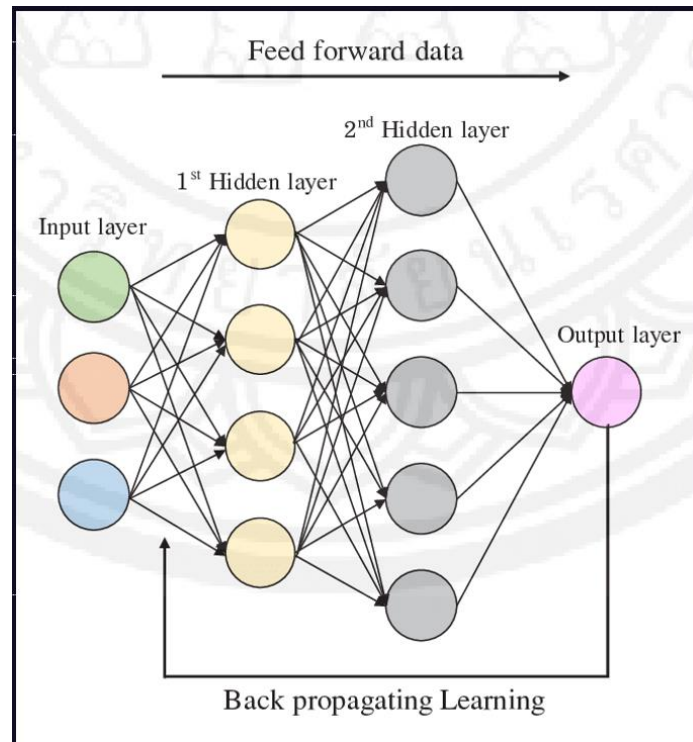 Feed forward data
2nd Hidden layer
1st Hidden layer
Input layer
Output layer
Back propagating Learning